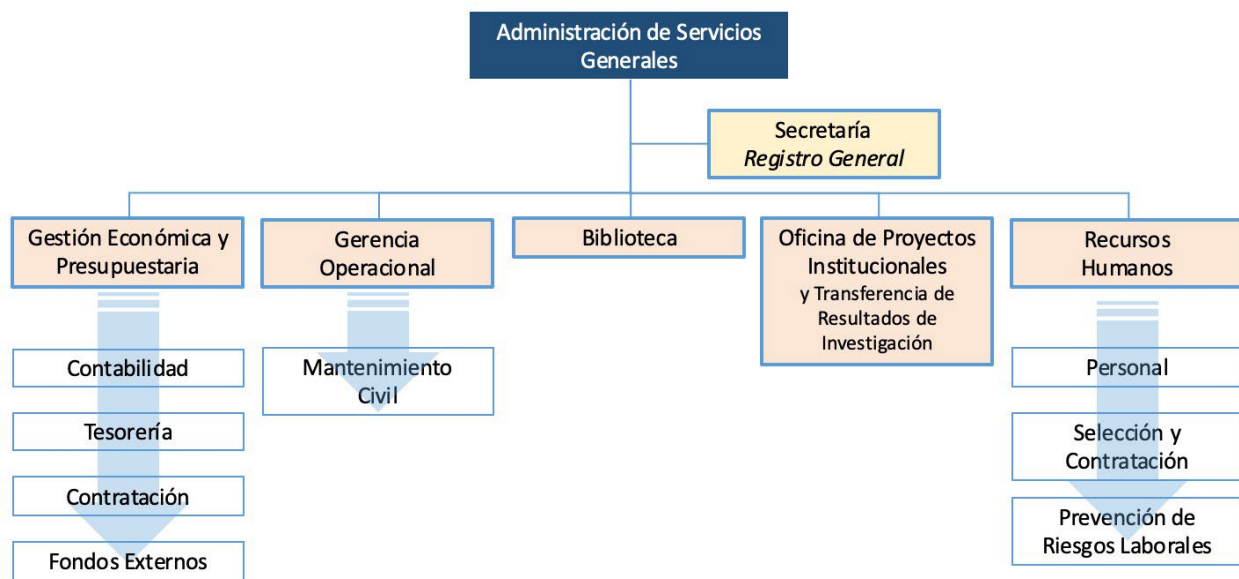 Administración de Servicios
Generales
Secretaría
Registro General
Gestión Económica y
Presupuestaria
Gerencia
Operacional
Biblioteca
Oficina de Proyectos
Institucionales
y Transferencia de
Resultados de
Investigación
Recursos
Humanos
Contabilidad
Tesorería
Contratación
Fondos Externos
Mantenimiento
Civil
Personal
Selección y
Contratación
Prevención de
Riesgos Laborales